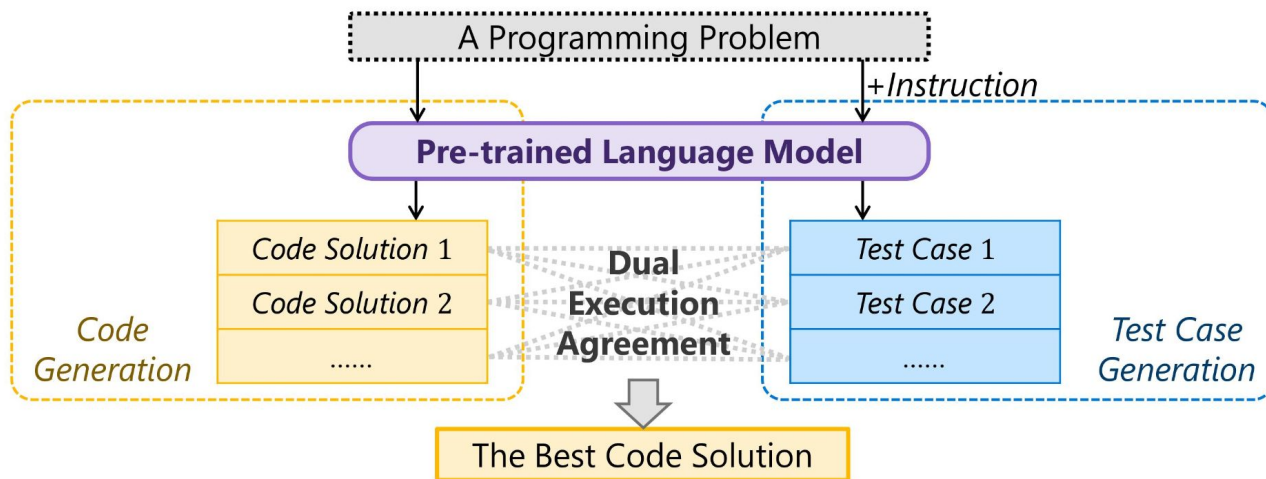 A Programming Problem
+Instruction
Pre-trained Language Model
Code Solution 1
Code Solution 2
......
Code
Generation
Dual
Execution
Agreement
Test Case 1
Test Case 2
......
Test Case
Generation
The Best Code Solution